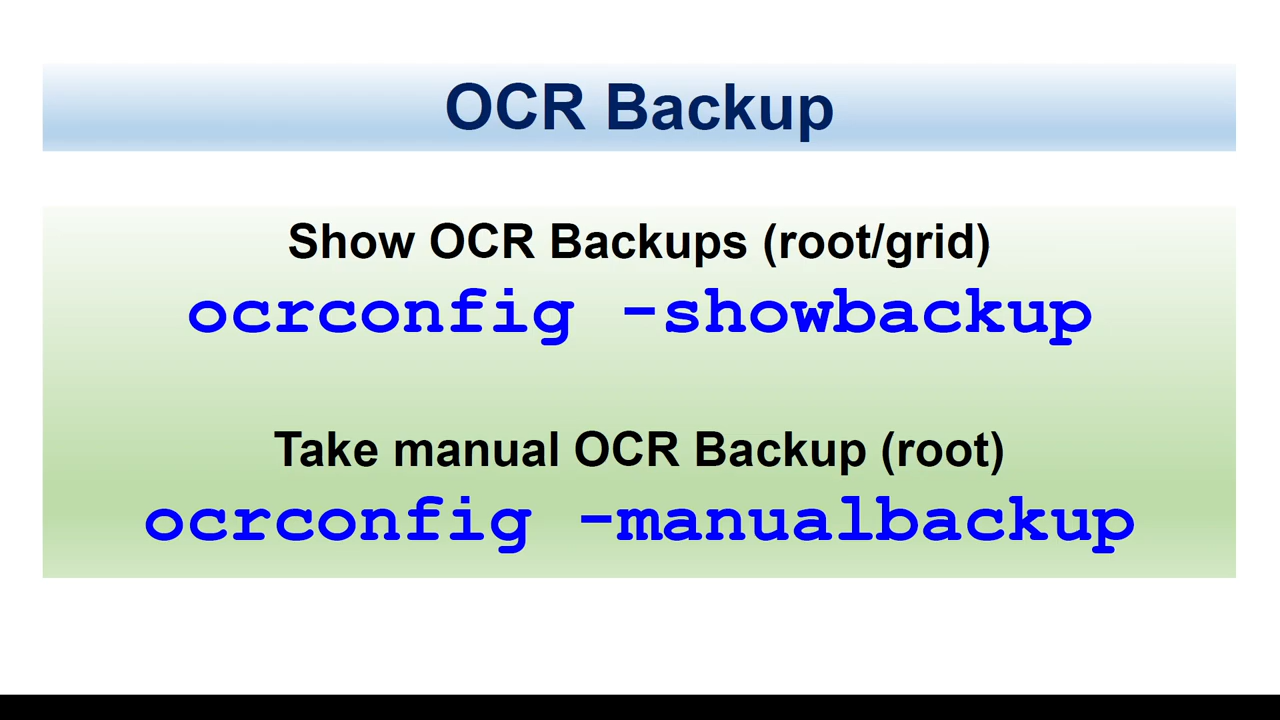 OCR Backup
Show OCR Backups (root/grid)
ocrconfig -showbackup
Take manual OCR Backup (root)
ocrconfig -manualbackup